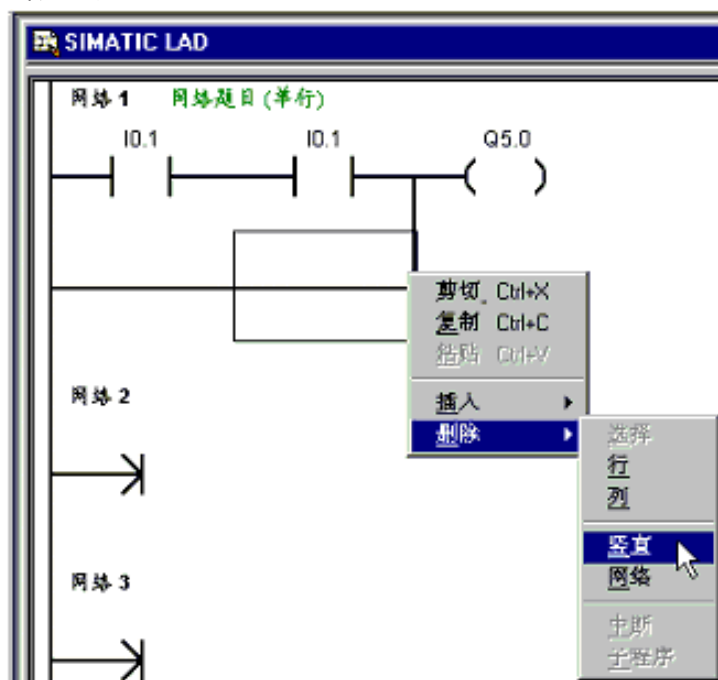 SIMATIC LAD
网络 1 网络题目(单行)
I0.1 I0.1 Q5.0
剪切 Ctrl+X
复制 Ctrl+C
粘贴 Ctrl+V
插入
删除
选择
行
列
竖直
网络
中断
子程序
网络 2
网络 3